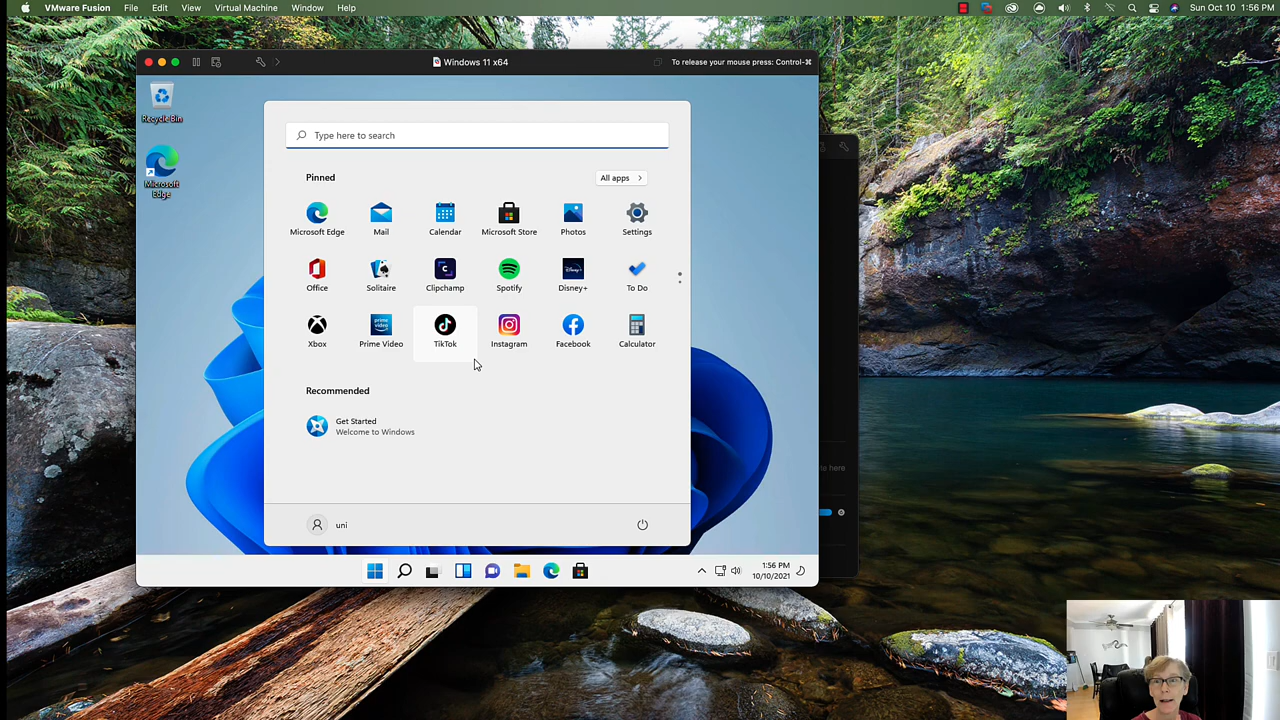 VMware Fusion File Edit View Virtual Machine Window Help Sun Oct 10 1:56 PM
Windows 11 x64 To release your mouse press: Control-⌘
Recycle Bin
Microsoft
Edge
Type here to search
Pinned All apps
Microsoft Edge Mail Calendar Microsoft Store Photos Settings
Office Solitaire Clipchamp Spotify Disney+ To Do
Xbox Prime Video TikTok Instagram Facebook Calculator
Recommended
Get Started
Welcome to Windows
uni
1:56 PM
10/10/2021
here